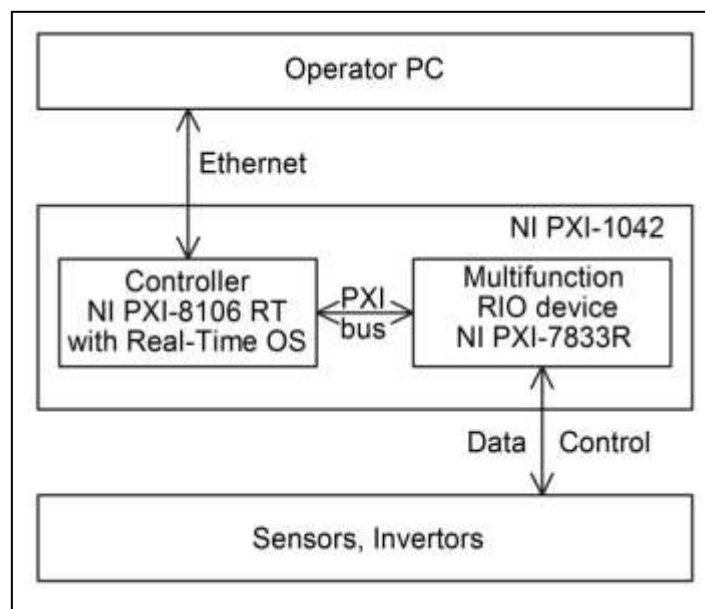 Operator PC
Ethernet
NI PXI-1042
Controller
NI PXI-8106 RT
with Real-Time OS
PXI
bus
Multifunction
RIO device
NI PXI-7833R
Data
Control
Sensors, Invertors